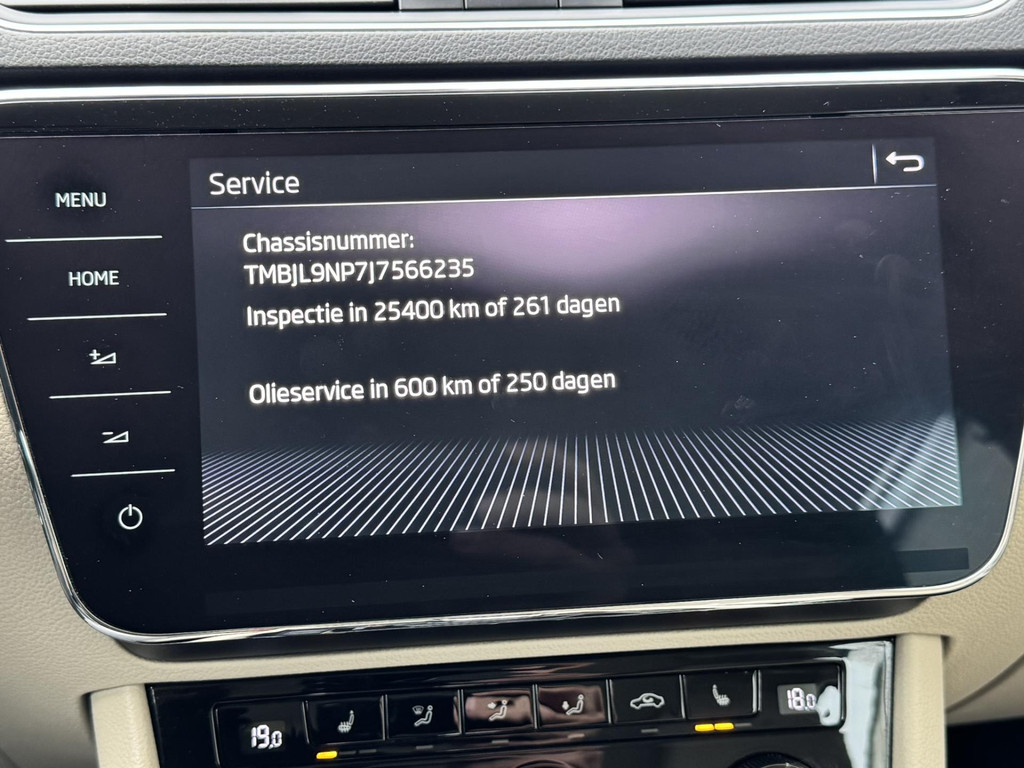 Service
MENU
HOME
Chassisnummer:
TMBJL9NP7J7566235
Inspectie in 25400 km of 261 dagen
Olieservice in 600 km of 250 dagen
19.0
18.0